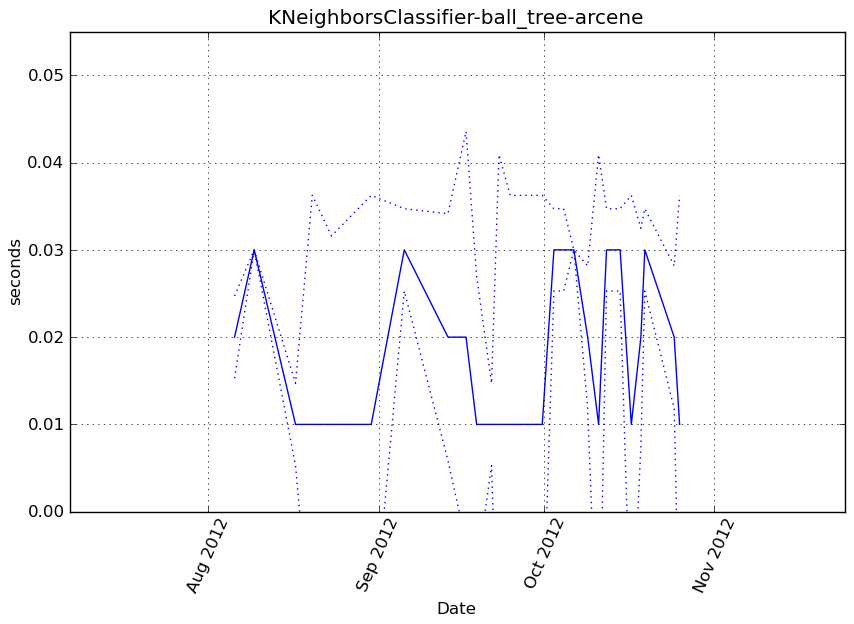 KNeighborsClassifier-ball_tree-arcene
0.05
0.04
0.03
0.02
0.01
0.00
seconds
Aug 2012
Sep 2012
Oct 2012
Nov 2012
Date